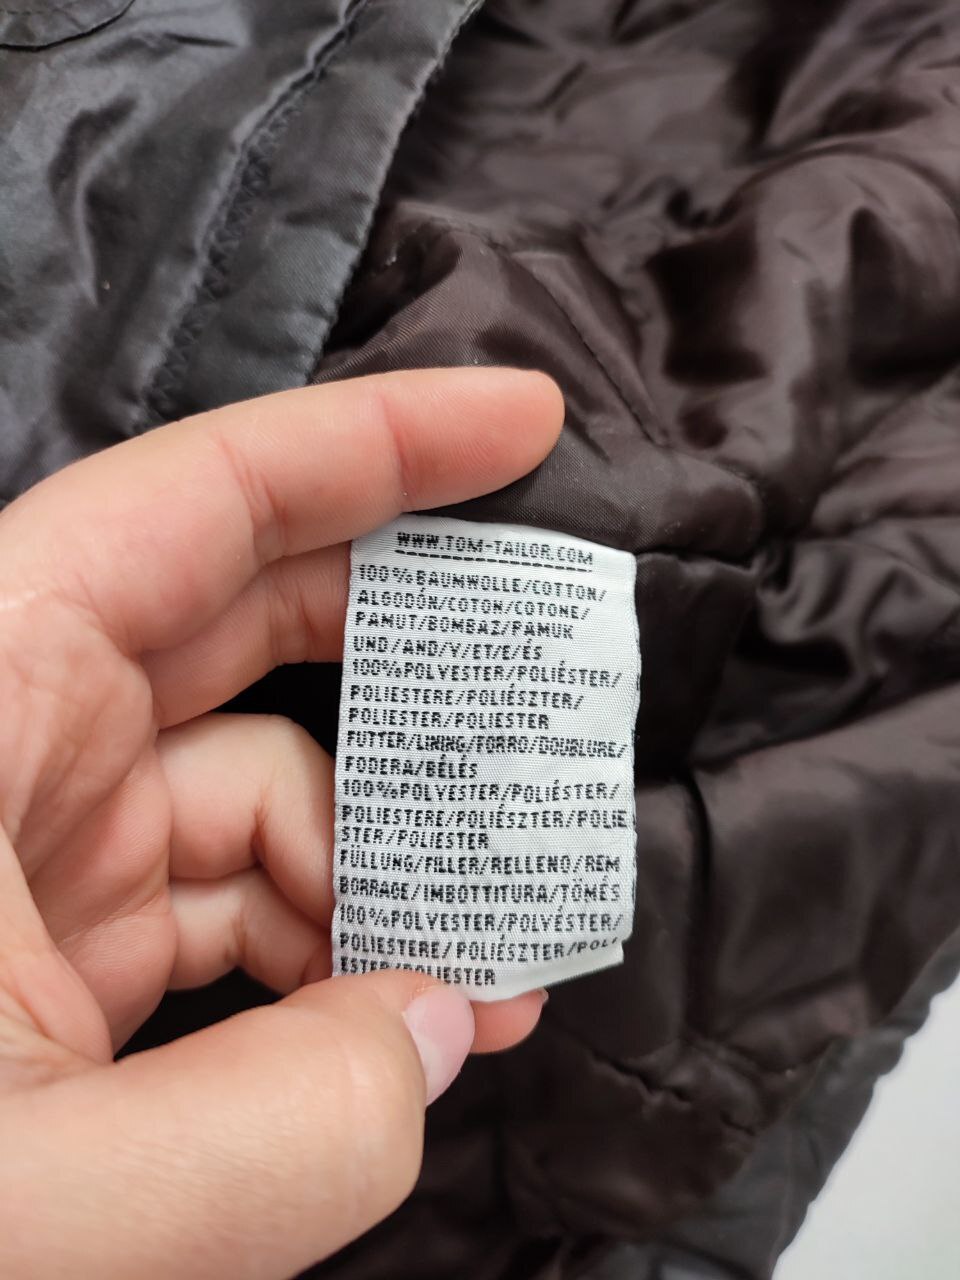 WWW.TOM-TAILOR.COM
100%BAUMWOLLE/COTTON/
ALGODÓN/COTON/COTONE/
PAMUT/BOMBAZ/PAMUK
UND/AND/Y/ET/E/ÉS
100%POLYESTER/POLIÉSTER/
POLIESTERE/POLIÉSZTER/
POLIESTER/POLIESTER
FUTTER/LINING/FORRO/DOUBLURE/
FODERA/BÉLÉS
100%POLYESTER/POLIÉSTER/
POLIESTERE/POLIÉSZTER/POLIE
STER/POLIESTER
FÜLLUNG/FILLER/RELLENO/REM
BORRAGE/IMBOTTITURA/TÖMÉS
100%POLYESTER/POLYÉSTER/
POLIESTERE/POLIÉSZTER/POLI
ESTER/POLIESTER